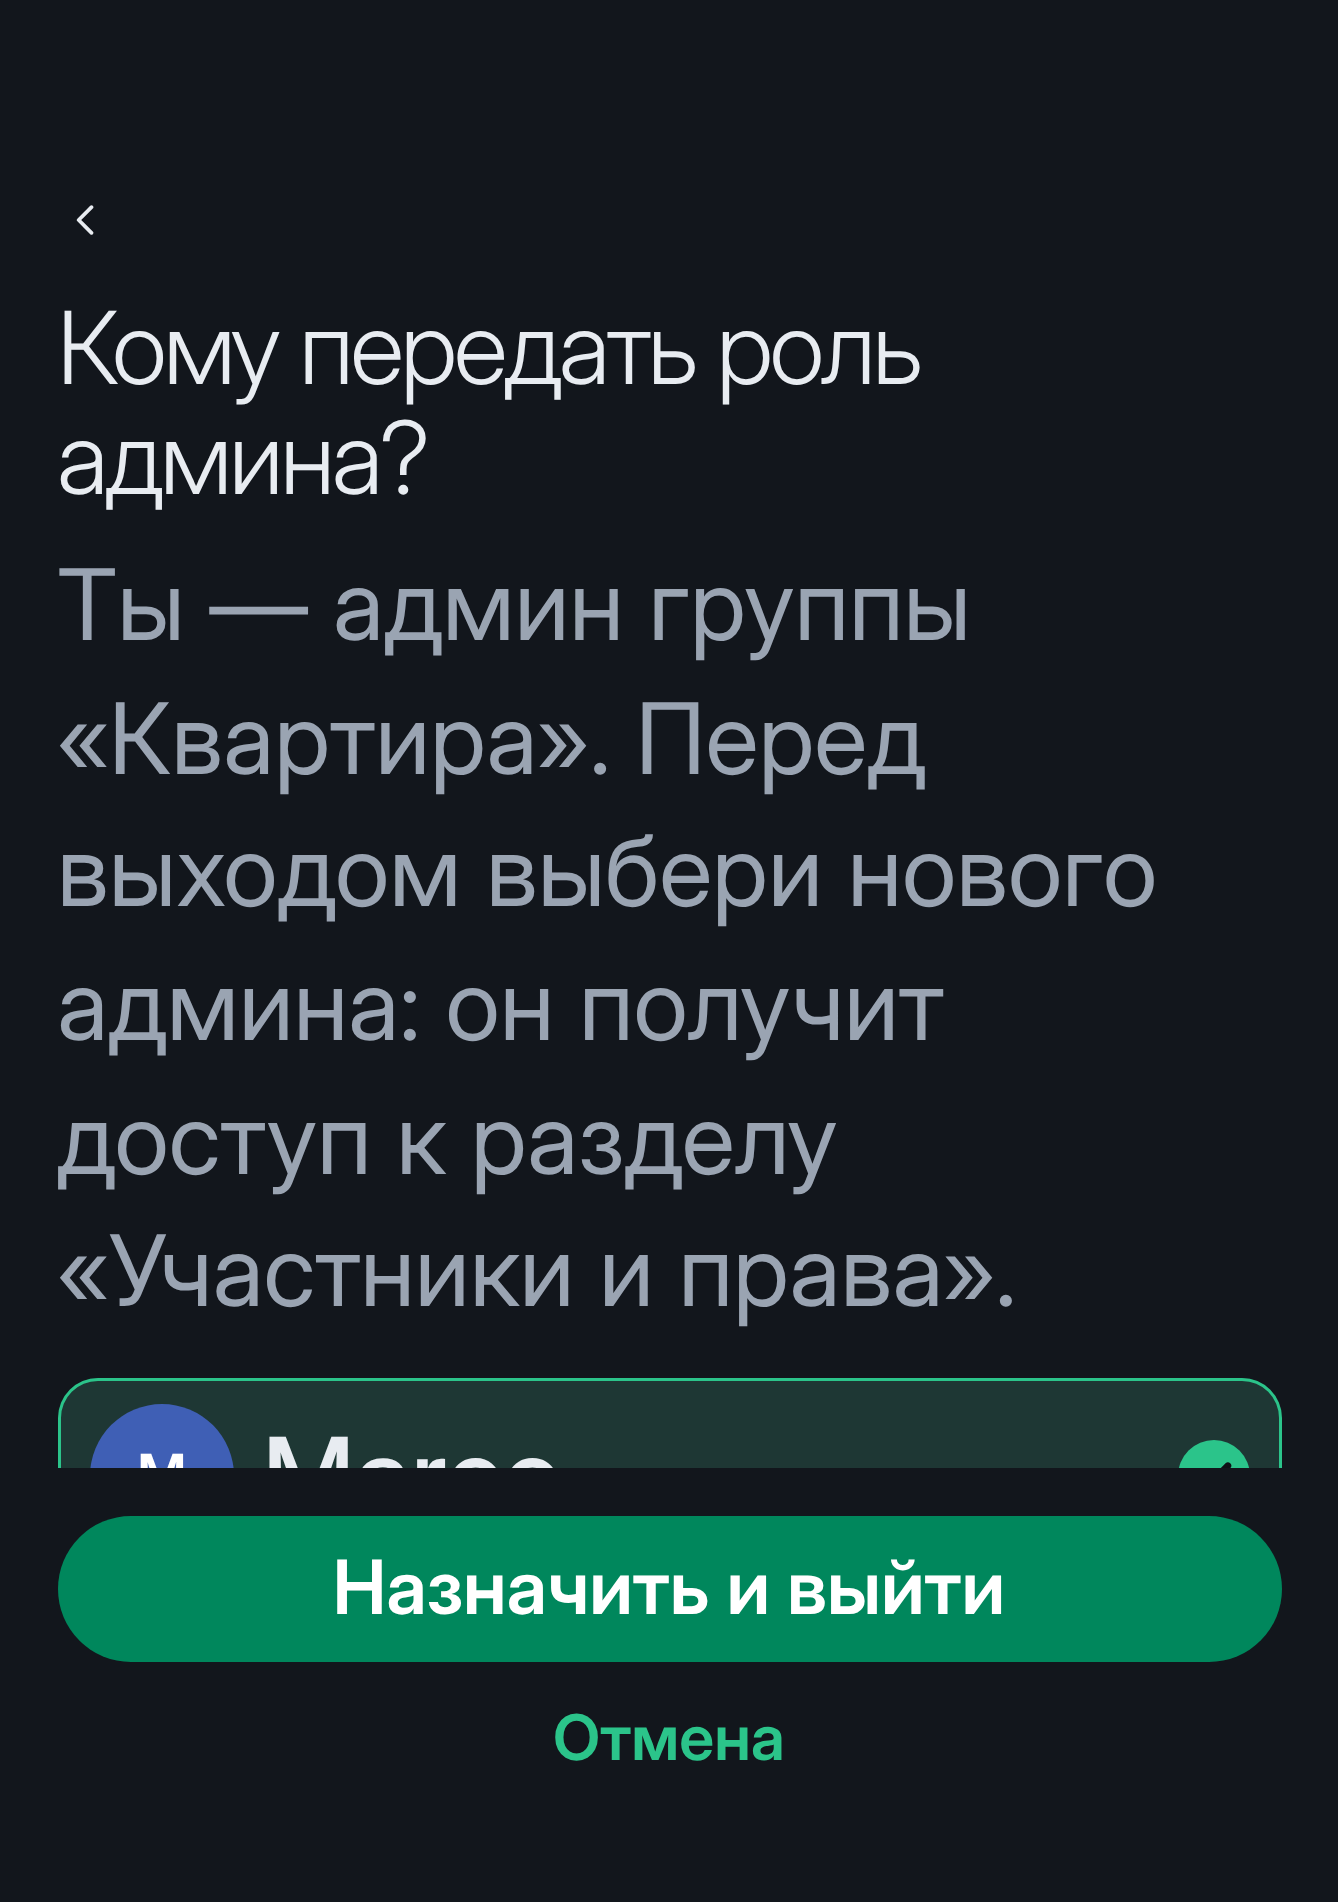 Кому передать роль
админа?
Ты — админ группы
«Квартира». Перед
выходом выбери нового
админа: он получит
доступ к разделу
«Участники и права».
Назначить и выйти
Отмена